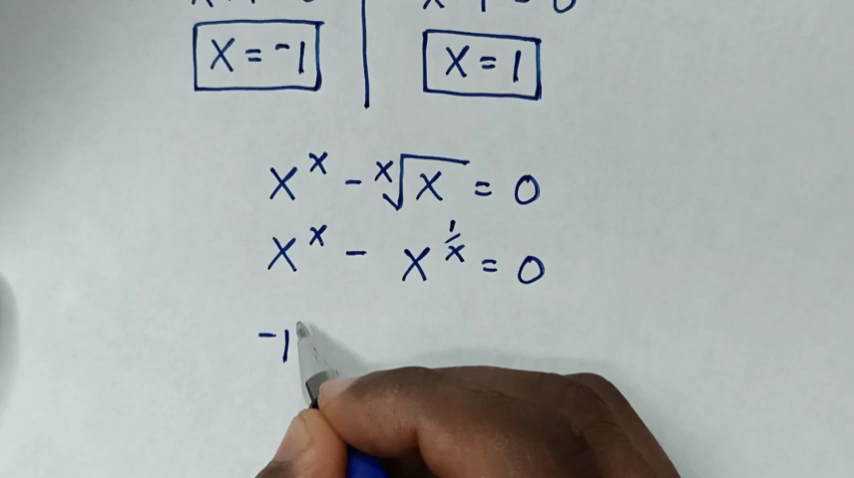 x = -1 x = 1
x^x - ˣ√x = 0
x^x - x^(1/x) = 0
-1